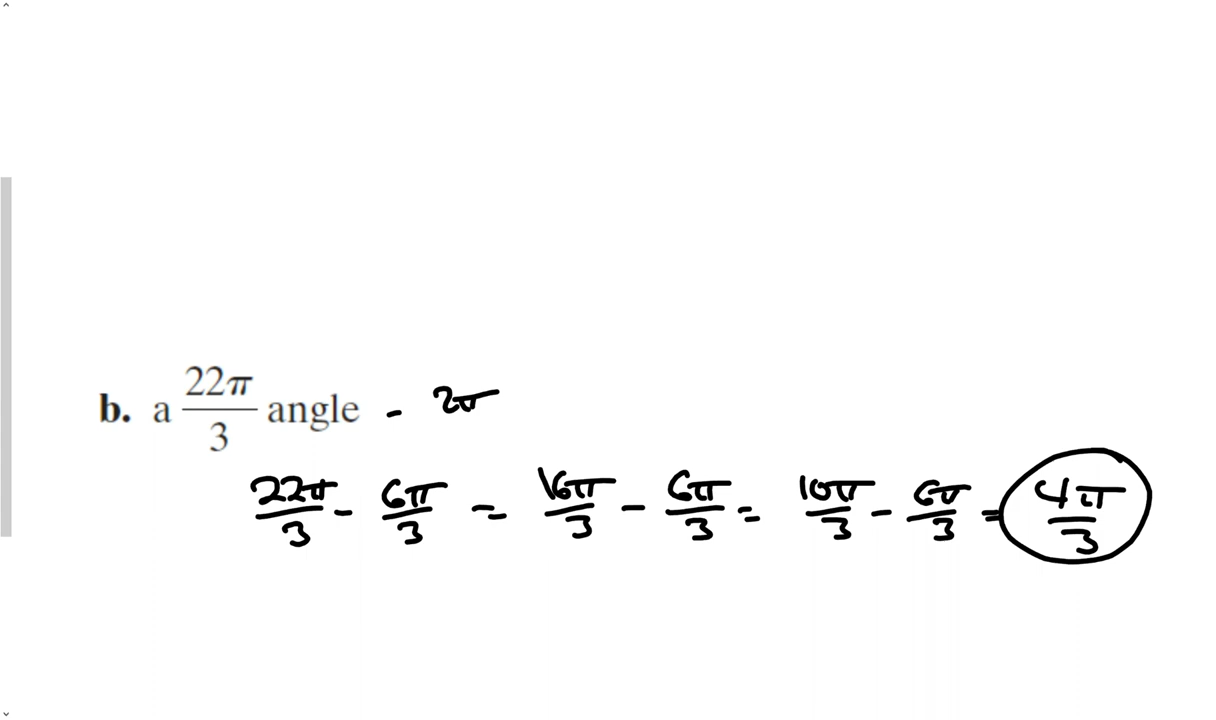 b. a 22π/3 angle - 2π
22π/3 - 6π/3 = 16π/3 - 6π/3 = 10π/3 - 6π/3 = 4π/3